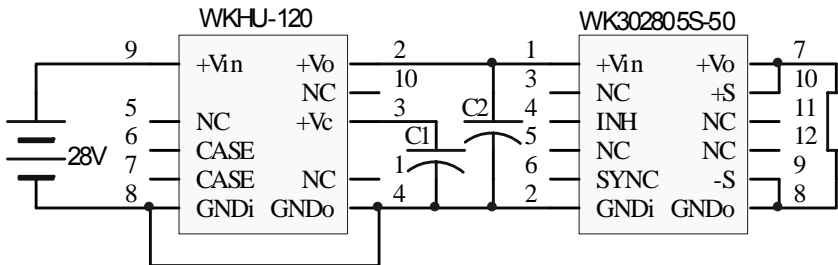 WKHU-120 WK302805S-50
9 +Vin +Vo 2 1 +Vin +Vo 7
NC 10 3 NC +S 10
5 NC +Vc 3 C1 C2 4 INH NC 11
6 CASE 5 NC NC 12
28V 7 CASE NC 1 6 SYNC -S 9
8 GNDi GNDo 4 2 GNDi GNDo 8